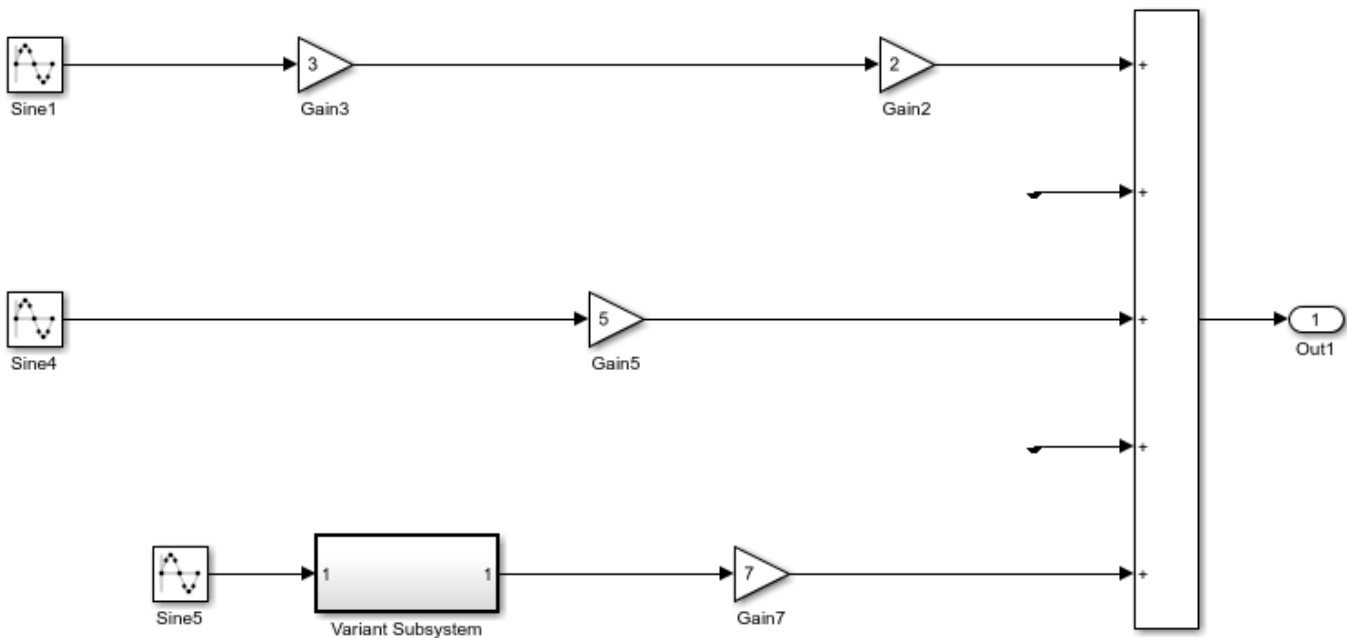 3 2 +
Sine1 Gain3 Gain2
+
5 + 1
Sine4 Gain5 Out1
+
1 1 7 +
Sine5 Variant Subsystem Gain7